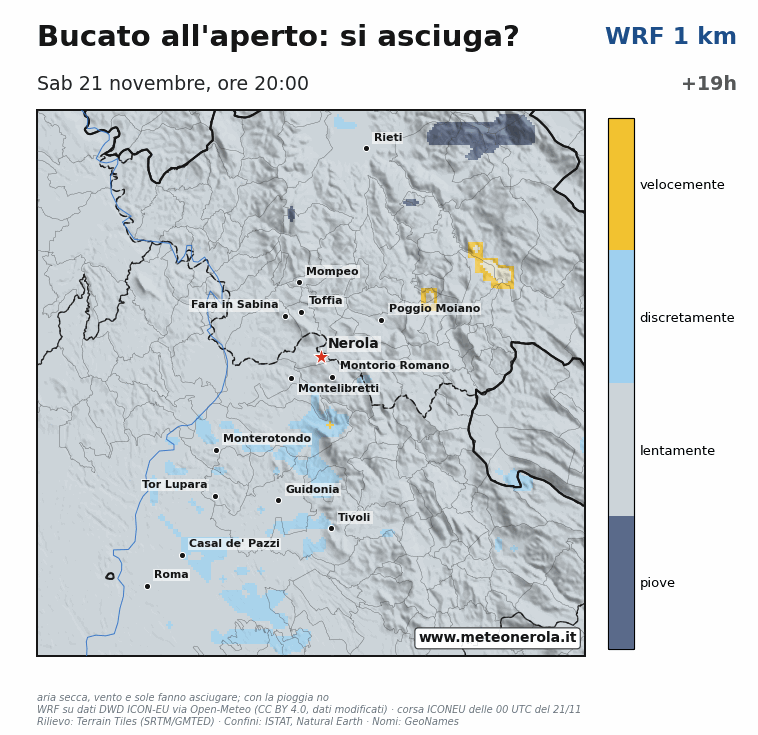 Bucato all'aperto: si asciuga?
WRF 1 km
Sab 21 novembre, ore 20:00
+19h
Rieti
velocemente
Mompeo
Fara in Sabina
Toffia
Poggio Moiano
discretamente
Nerola
Montorio Romano
Montelibretti
Monterotondo
lentamente
Tor Lupara
Guidonia
Tivoli
Casal de' Pazzi
Roma
piove
www.meteonerola.it
aria secca, vento e sole fanno asciugare; con la pioggia no
WRF su dati DWD ICON-EU via Open-Meteo (CC BY 4.0, dati modificati) · corsa ICONEU delle 00 UTC del 21/11
Rilievo: Terrain Tiles (SRTM/GMTED) · Confini: ISTAT, Natural Earth · Nomi: GeoNames